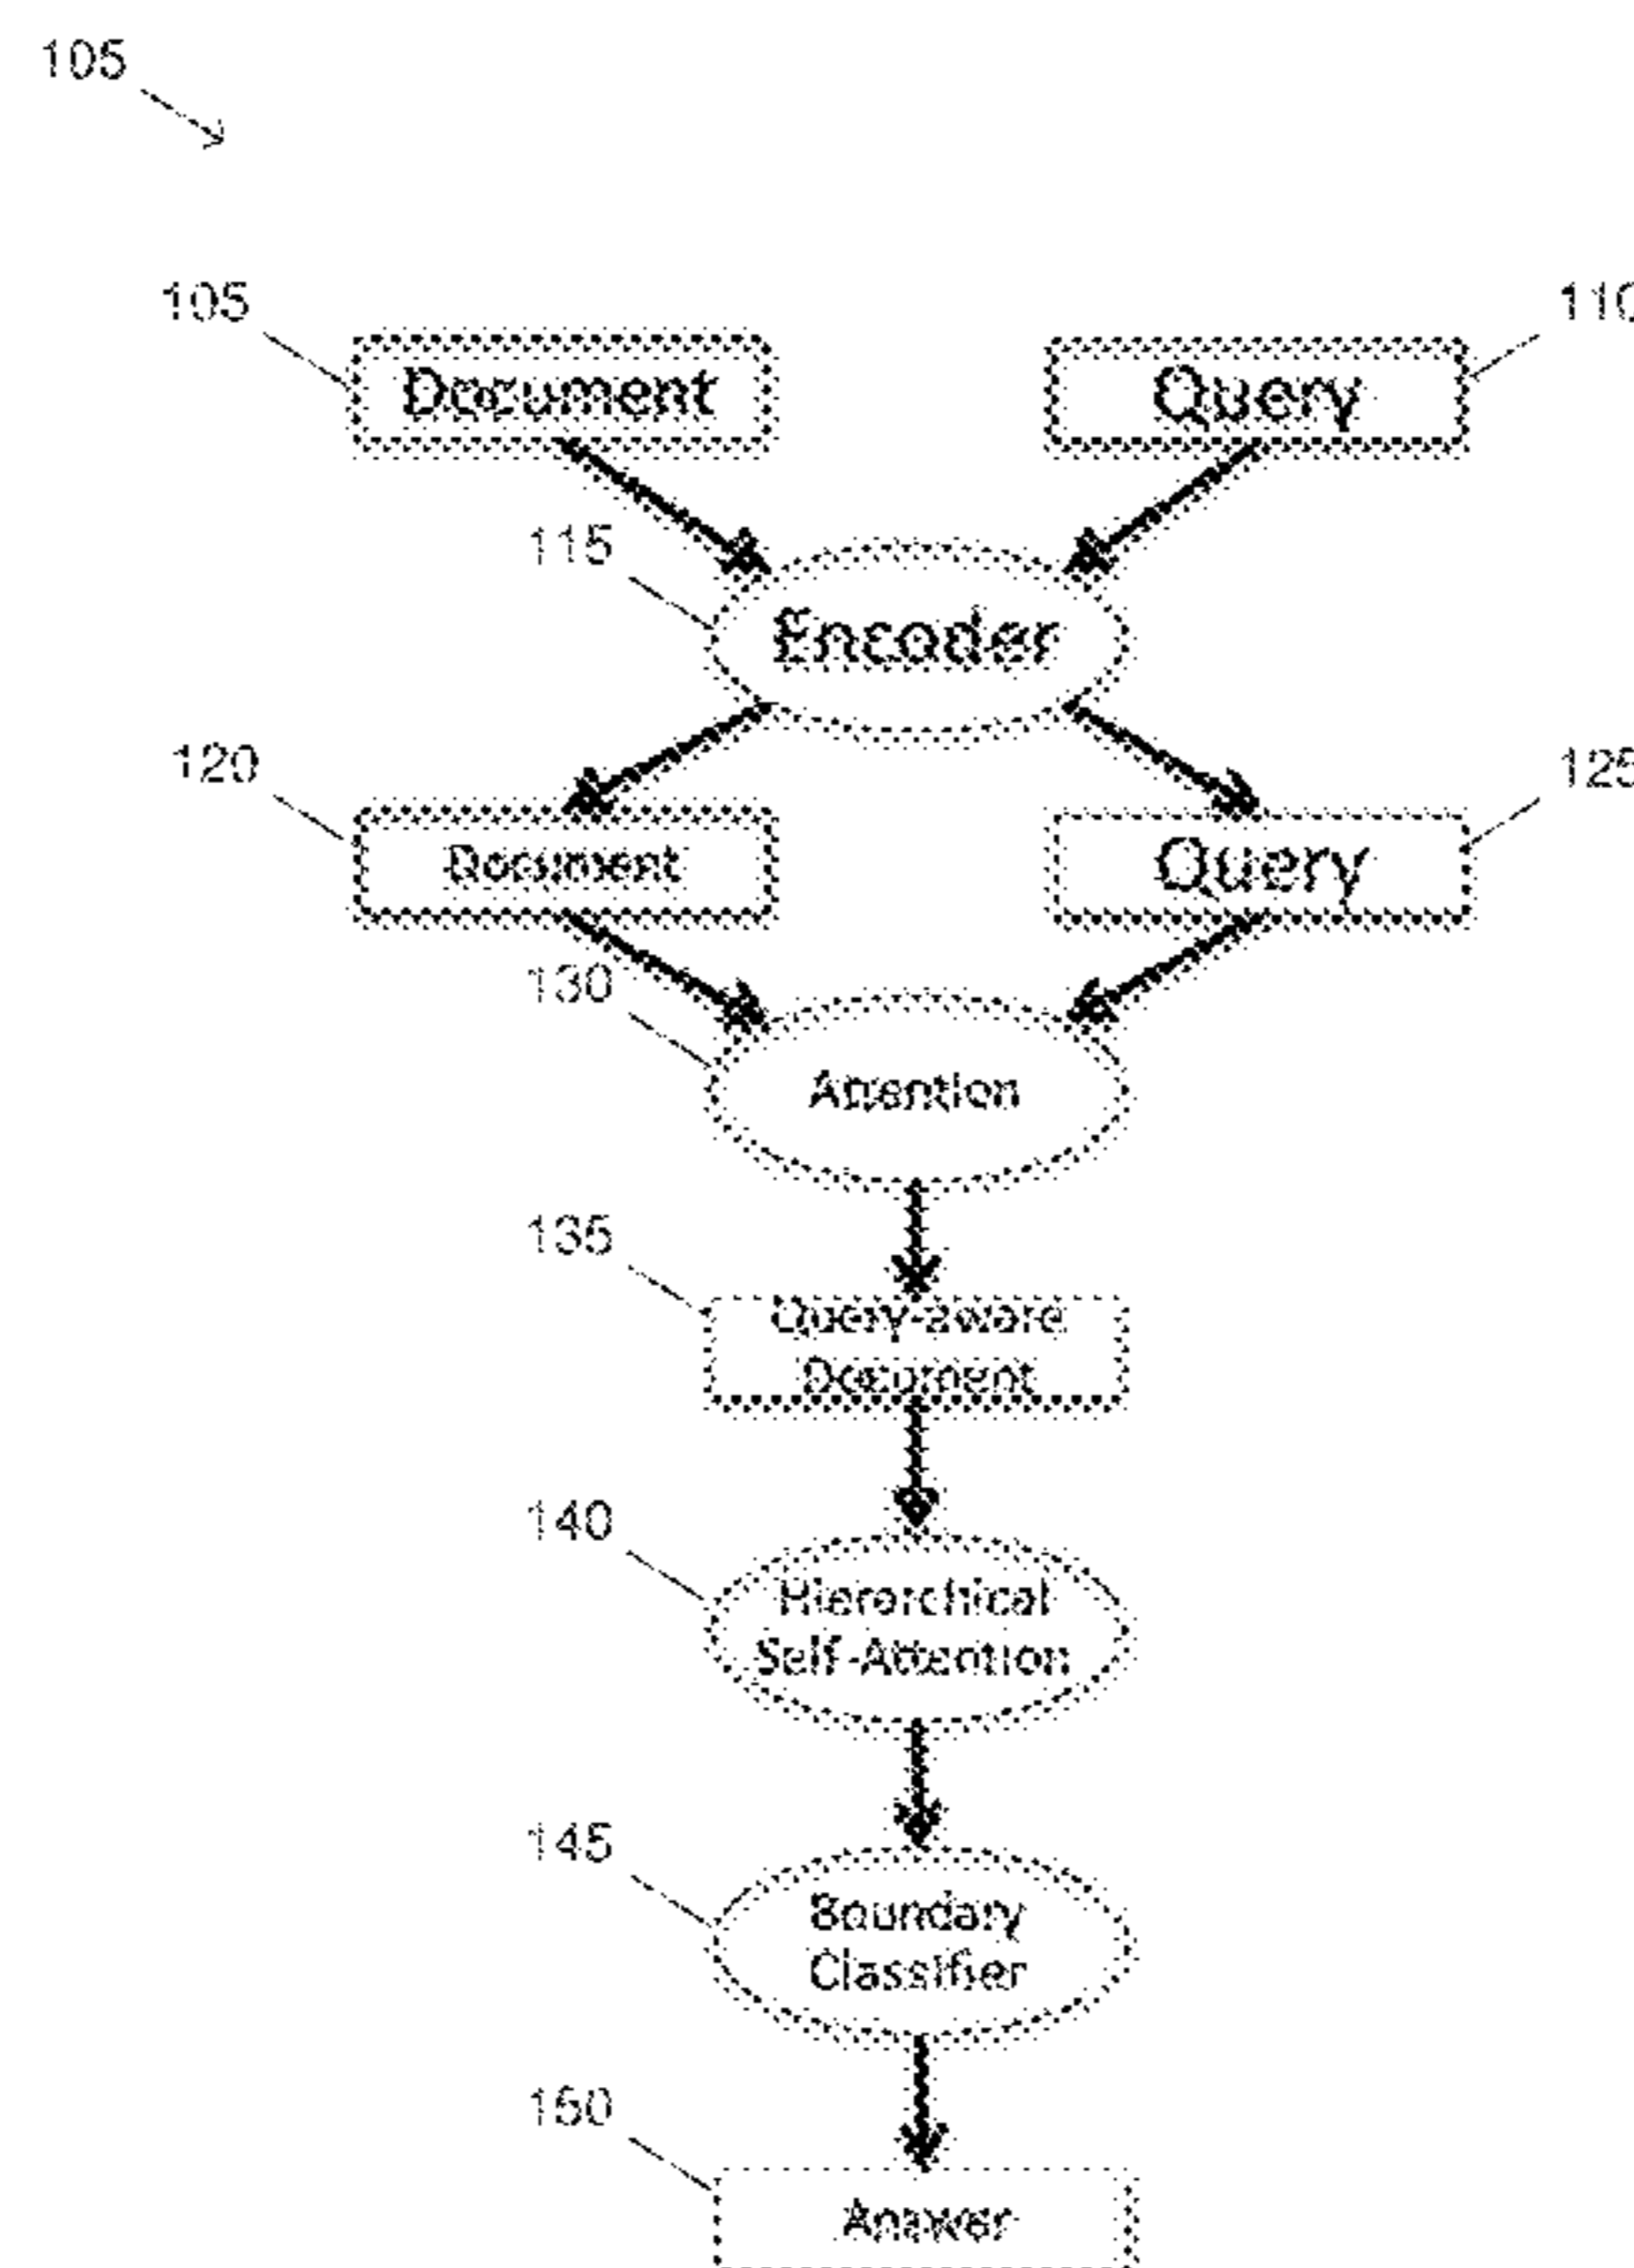 105
105
110
Document
Query
115
Encoder
120
125
Document
Query
130
Attention
135
Query-aware
Document
140
Hierarchical
Self-Attention
145
Boundary
Classifier
150
Answer